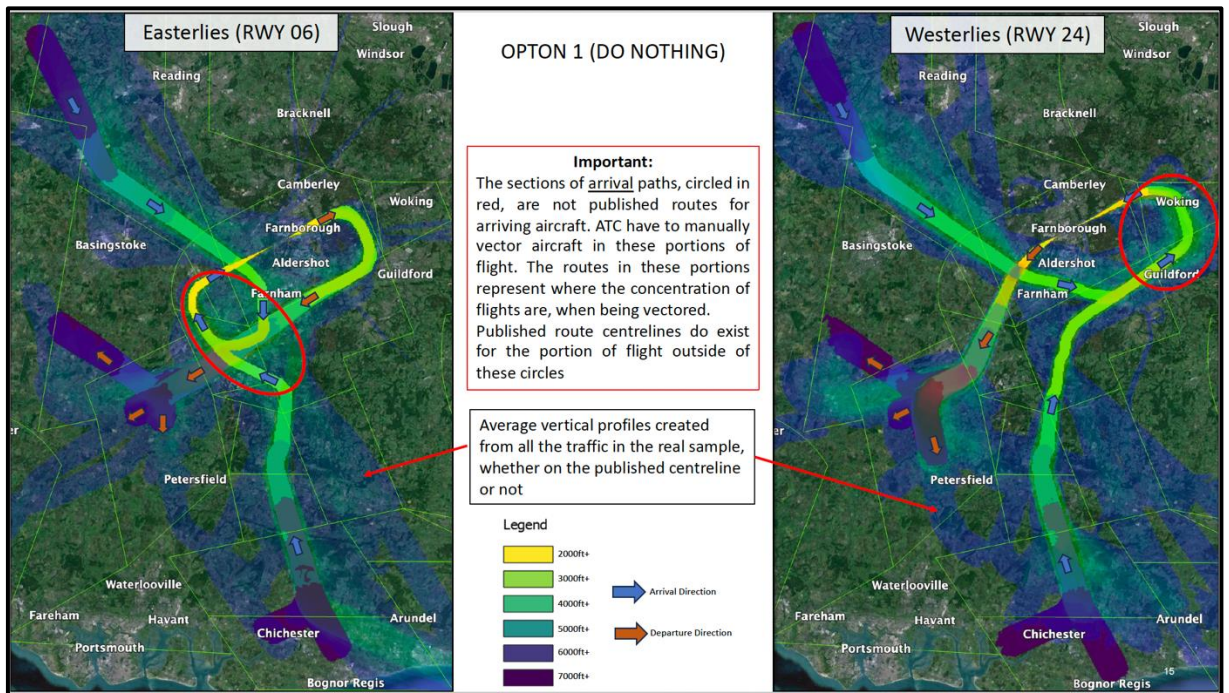 Easterlies (RWY 06)
Slough
Windsor
Reading
Bracknell
Camberley
Woking
Farnborough
Basingstoke
Aldershot
Guildford
Farnham
Petersfield
Waterlooville
Fareham
Havant
Arundel
Chichester
Portsmouth
Bognor Regis
er
OPTON 1 (DO NOTHING)
Important:
The sections of arrival paths, circled in
red, are not published routes for
arriving aircraft. ATC have to manually
vector aircraft in these portions of
flight. The routes in these portions
represent where the concentration of
flights are, when being vectored.
Published route centrelines do exist
for the portion of flight outside of
these circles
Average vertical profiles created
from all the traffic in the real sample,
whether on the published centreline
or not
Legend
2000ft+
3000ft+
4000ft+
5000ft+
6000ft+
7000ft+
Arrival Direction
Departure Direction
Westerlies (RWY 24)
Slough
Windsor
Reading
Bracknell
Camberley
Woking
Farnborough
Basingstoke
Aldershot
Guildford
Farnham
er
Petersfield
Waterlooville
Fareham
Havant
Arundel
Chichester
Portsmouth
15
Bognor Regis